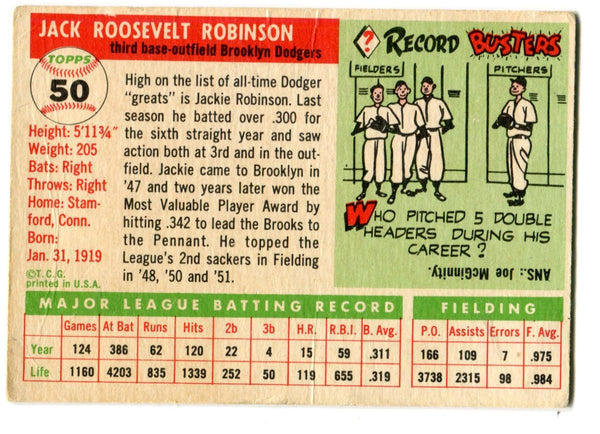 JACK ROOSEVELT ROBINSON
third base-outfield Brooklyn Dodgers
TOPPS
50
Height: 5'11¾"
Weight: 205
Bats: Right
Throws: Right
Home: Stam-
ford, Conn.
Born:
Jan. 31, 1919
©T.C.G.
printed in U.S.A.
High on the list of all-time Dodger
"greats" is Jackie Robinson. Last
season he batted over .300 for
the sixth straight year and saw
action both at 3rd and in the out-
field. Jackie came to Brooklyn in
'47 and two years later won the
Most Valuable Player Award by
hitting .342 to lead the Brooks to
the Pennant. He topped the
League's 2nd sackers in Fielding
in '48, '50 and '51.
? RECORD BUSTERS
FIELDERS PITCHERS
WHO PITCHED 5 DOUBLE
HEADERS DURING HIS
CAREER?
ANS.: Joe McGinnity.
MAJOR LEAGUE BATTING RECORD FIELDING
Games At Bat Runs Hits 2b 3b H.R. R.B.I. B. Avg. P.O. Assists Errors F. Avg.
Year 124 386 62 120 22 4 15 59 .311 166 109 7 .975
Life 1160 4203 835 1339 252 50 119 655 .319 3738 2315 98 .984